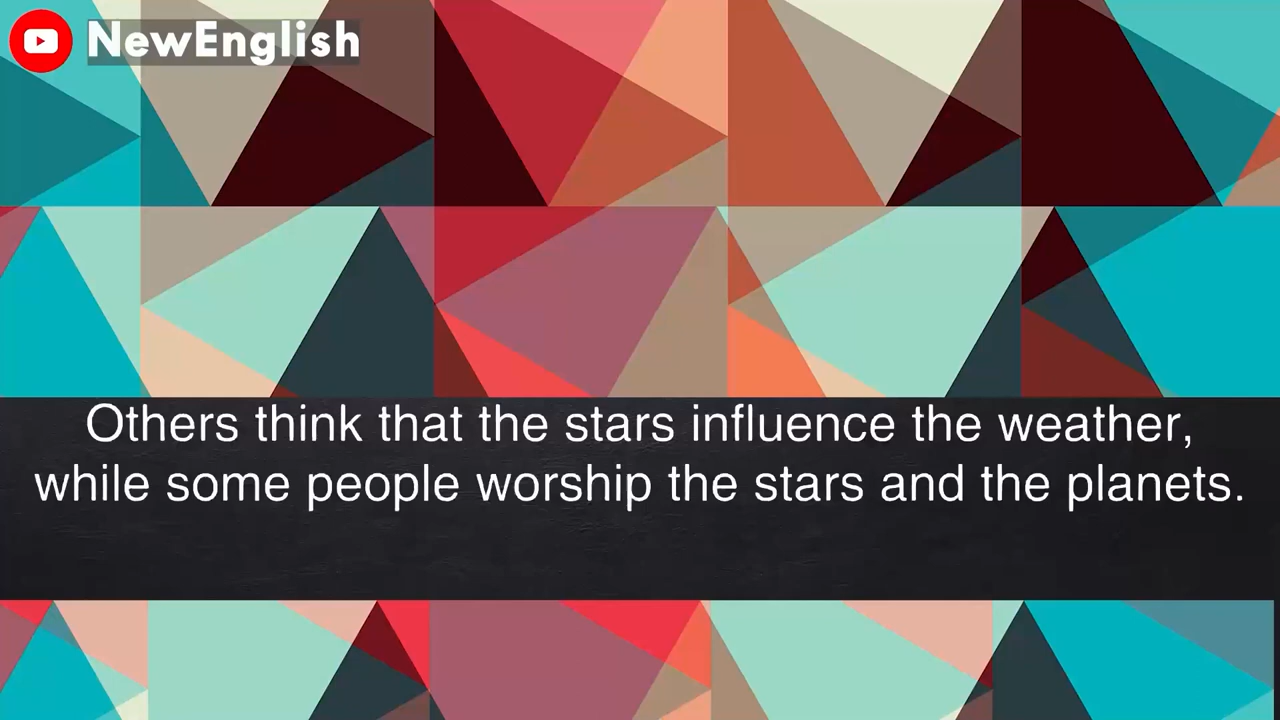 NewEnglish
Others think that the stars influence the weather,
while some people worship the stars and the planets.